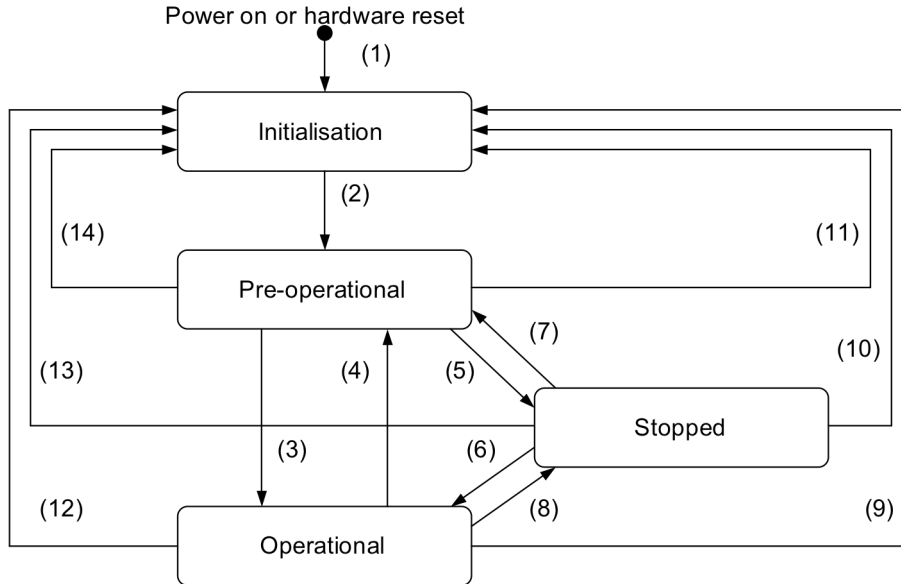 Power on or hardware reset
(1)
Initialisation
(2)
(14)
(11)
Pre-operational
(7)
(13)
(4)
(5)
(10)
Stopped
(3)
(6)
(12)
(8)
(9)
Operational